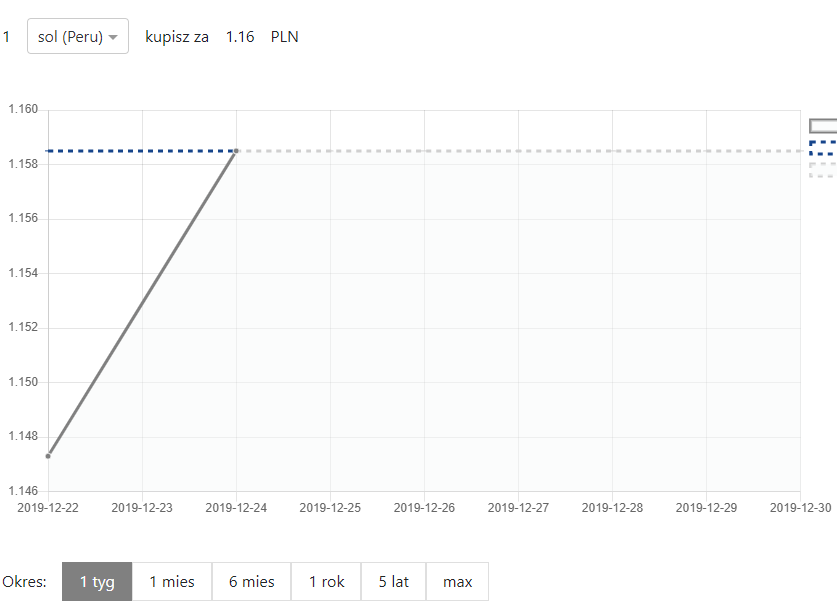 1 sol (Peru) kupisz za 1.16 PLN
1.160
1.158
1.156
1.154
1.152
1.150
1.148
1.146
2019-12-22 2019-12-23 2019-12-24 2019-12-25 2019-12-26 2019-12-27 2019-12-28 2019-12-29 2019-12-30
Okres: 1 tyg 1 mies 6 mies 1 rok 5 lat max